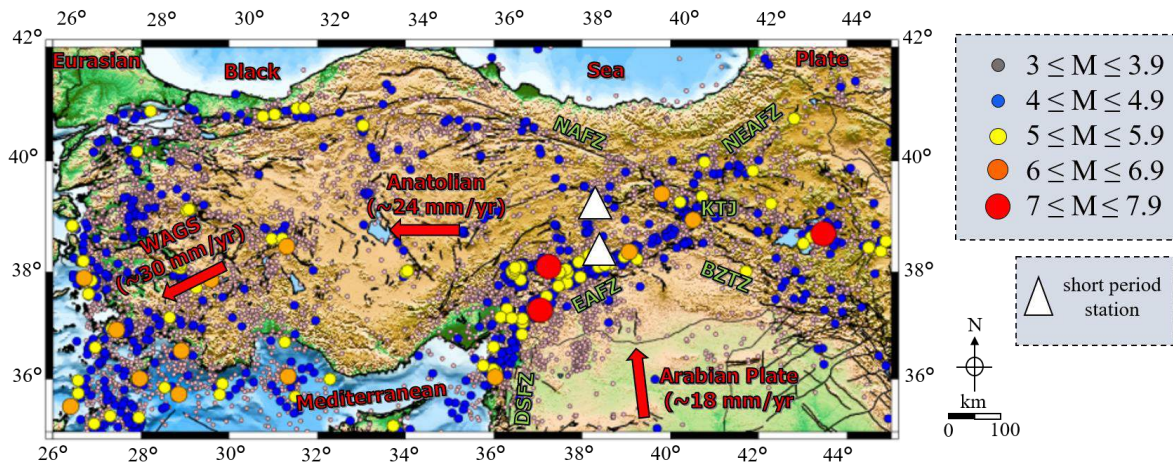 26° 28° 30° 32° 34° 36° 38° 40° 42° 44°
42° 42°
Eurasian Black Sea Plate
NAFZ NEAFZ
40° 40°
Anatolian
(~24 mm/yr)
KTJ
WAGS
(~30 mm/yr)
38° 38°
EAFZ BZTZ
36° 36°
Mediterranean
DSFZ
Arabian Plate
(~18 mm/yr
26° 28° 30° 32° 34° 36° 38° 40° 42° 44°
3 ≤ M ≤ 3.9
4 ≤ M ≤ 4.9
5 ≤ M ≤ 5.9
6 ≤ M ≤ 6.9
7 ≤ M ≤ 7.9
short period
station
N
km
0 100